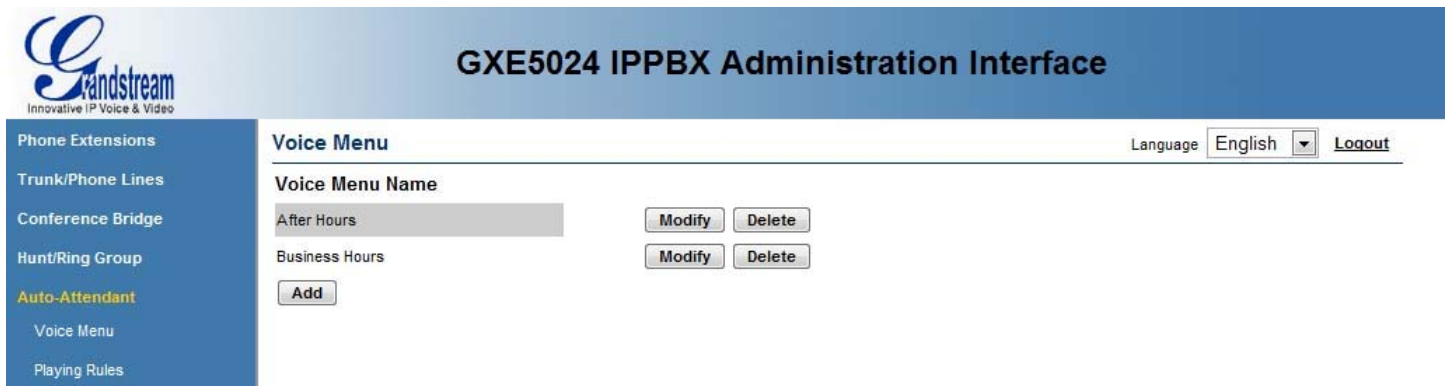 Grandstream
Innovative IP Voice & Video
GXE5024 IPPBX Administration Interface
Phone Extensions
Trunk/Phone Lines
Conference Bridge
Hunt/Ring Group
Auto-Attendant
Voice Menu
Playing Rules
Voice Menu
Language English Logout
Voice Menu Name
After Hours Modify Delete
Business Hours Modify Delete
Add